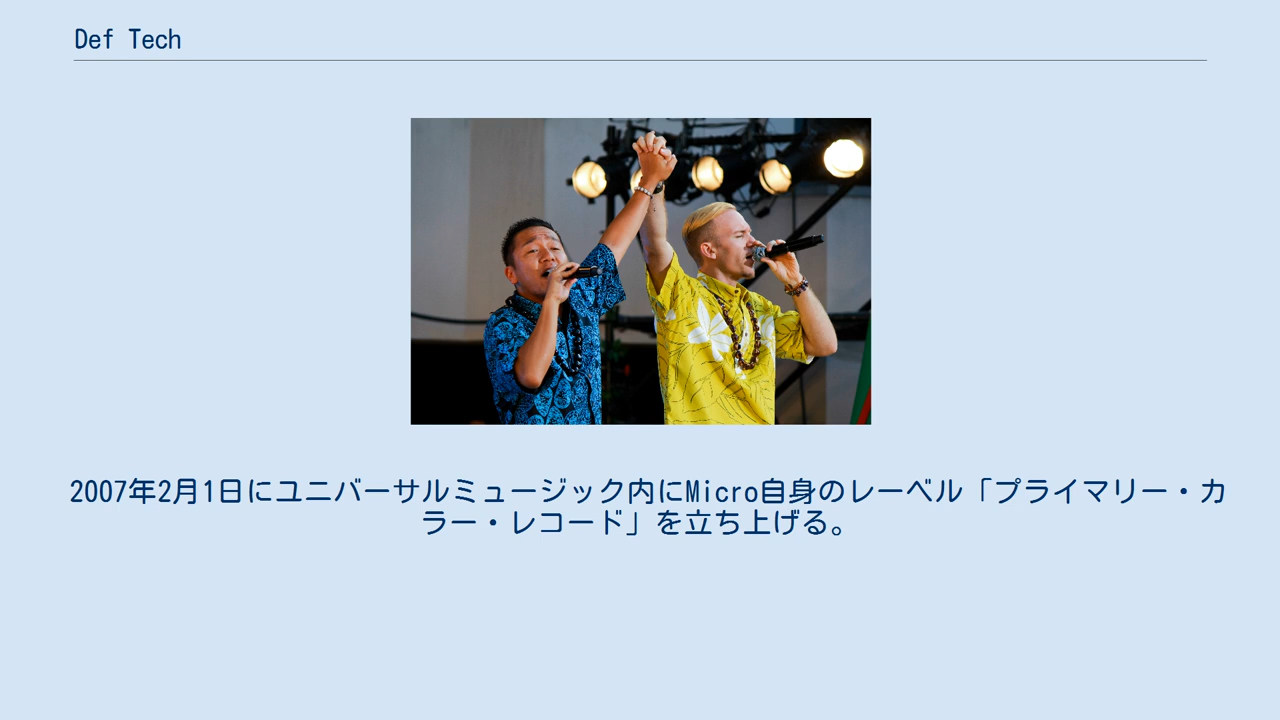 Def Tech
2007年2月1日にユニバーサルミュージック内にMicro自身のレーベル「プライマリー・カ
ラー・レコード」を立ち上げる。